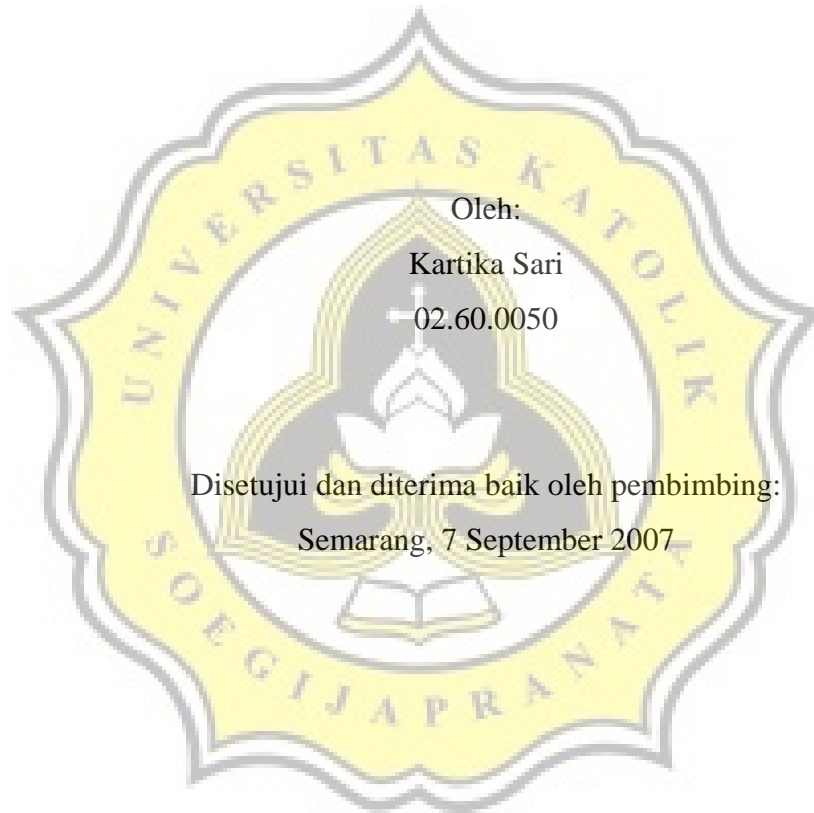 UNIVERSITAS KATOLIK
Oleh:
Kartika Sari
02.60.0050
Disetujui dan diterima baik oleh pembimbing:
Semarang, 7 September 2007
SOEGIJAPRANATA